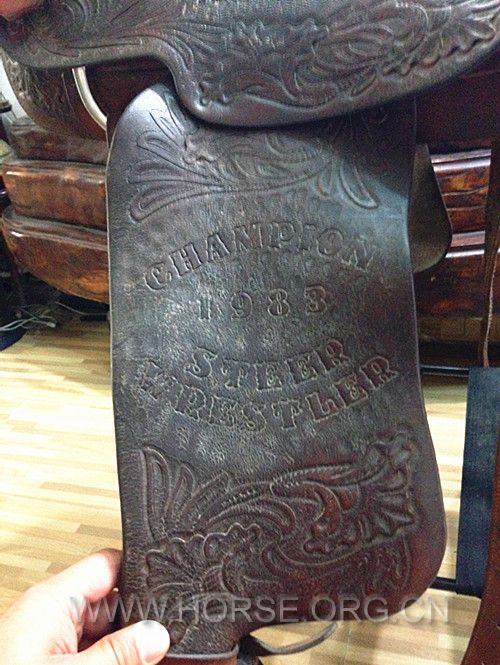 CHAMPION
1983
STEER
WRESTLER
WWW.HORSE.ORG.CN